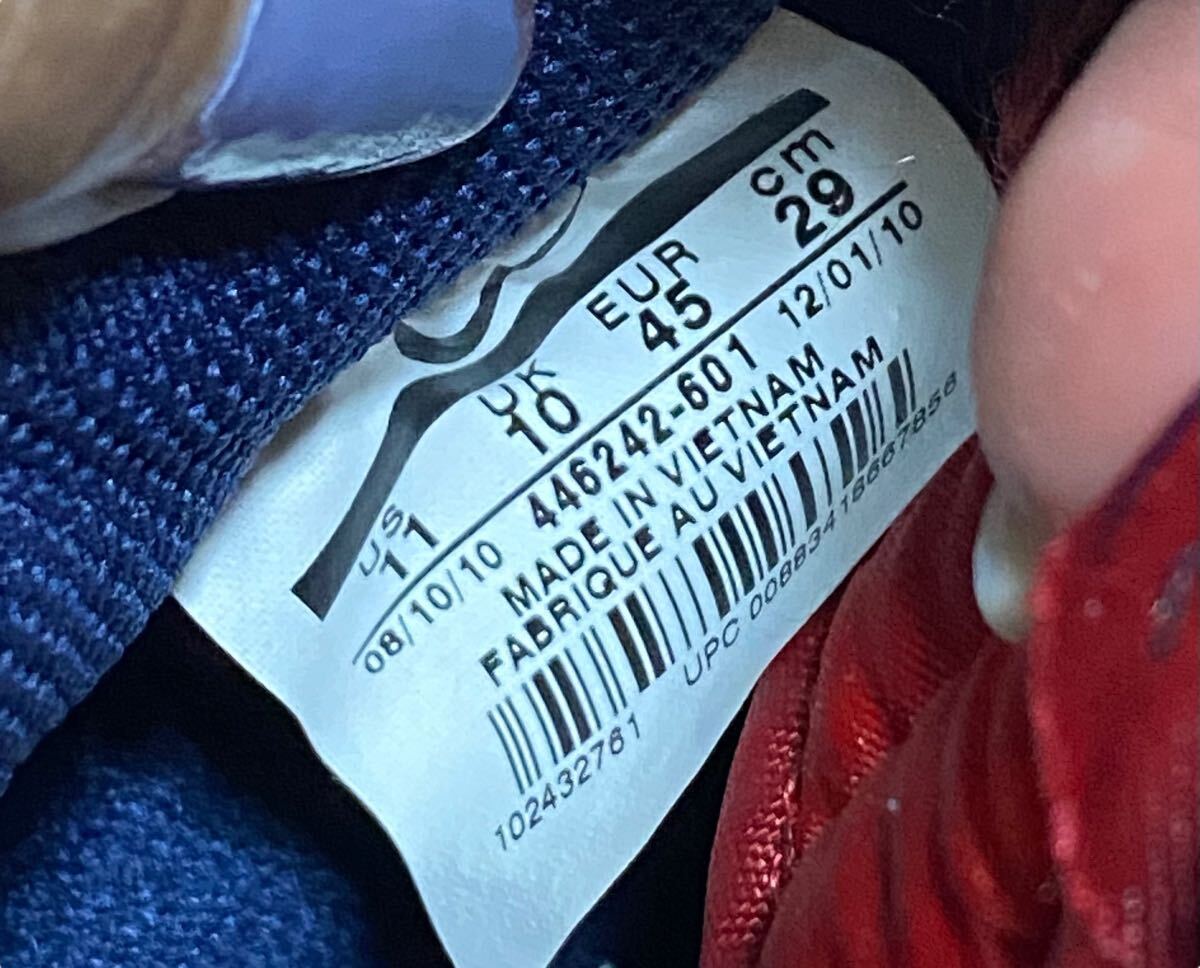 US UK EUR cm
11 10 45 29
08/10/10 446242-601 12/01/10
MADE IN VIETNAM
FABRIQUE AU VIETNAM
102432761 UPC 00883418667856